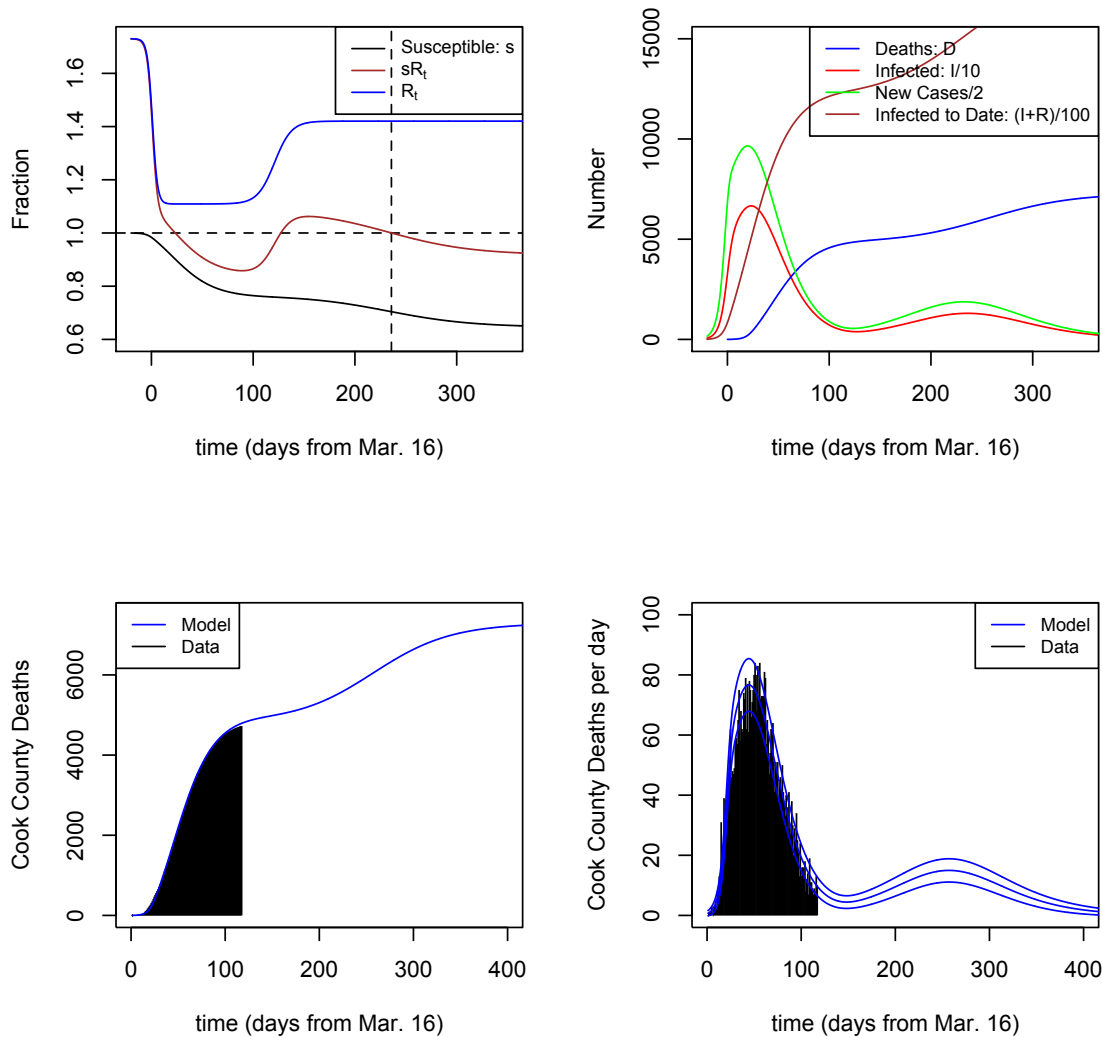 Fraction
0.6 0.8 1.0 1.2 1.4 1.6
Susceptible: s
sRt
Rt
0 100 200 300
time (days from Mar. 16)
Number
0 5000 10000 15000
Deaths: D
Infected: I/10
New Cases/2
Infected to Date: (I+R)/100
0 100 200 300
time (days from Mar. 16)
Cook County Deaths
0 2000 4000 6000
Model
Data
0 100 200 300 400
time (days from Mar. 16)
Cook County Deaths per day
0 20 40 60 80 100
Model
Data
0 100 200 300 400
time (days from Mar. 16)